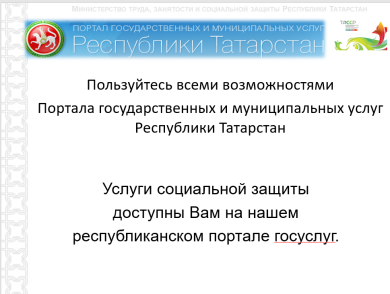 Министерство труда, занятости и социальной защиты Республики Татарстан
ПОРТАЛ ГОСУДАРСТВЕННЫХ И МУНИЦИПАЛЬНЫХ УСЛУГ
Республики Татарстан
Пользуйтесь всеми возможностями
Портала государственных и муниципальных услуг
Республики Татарстан
Услуги социальной защиты
доступны Вам на нашем
республиканском портале госуслуг.